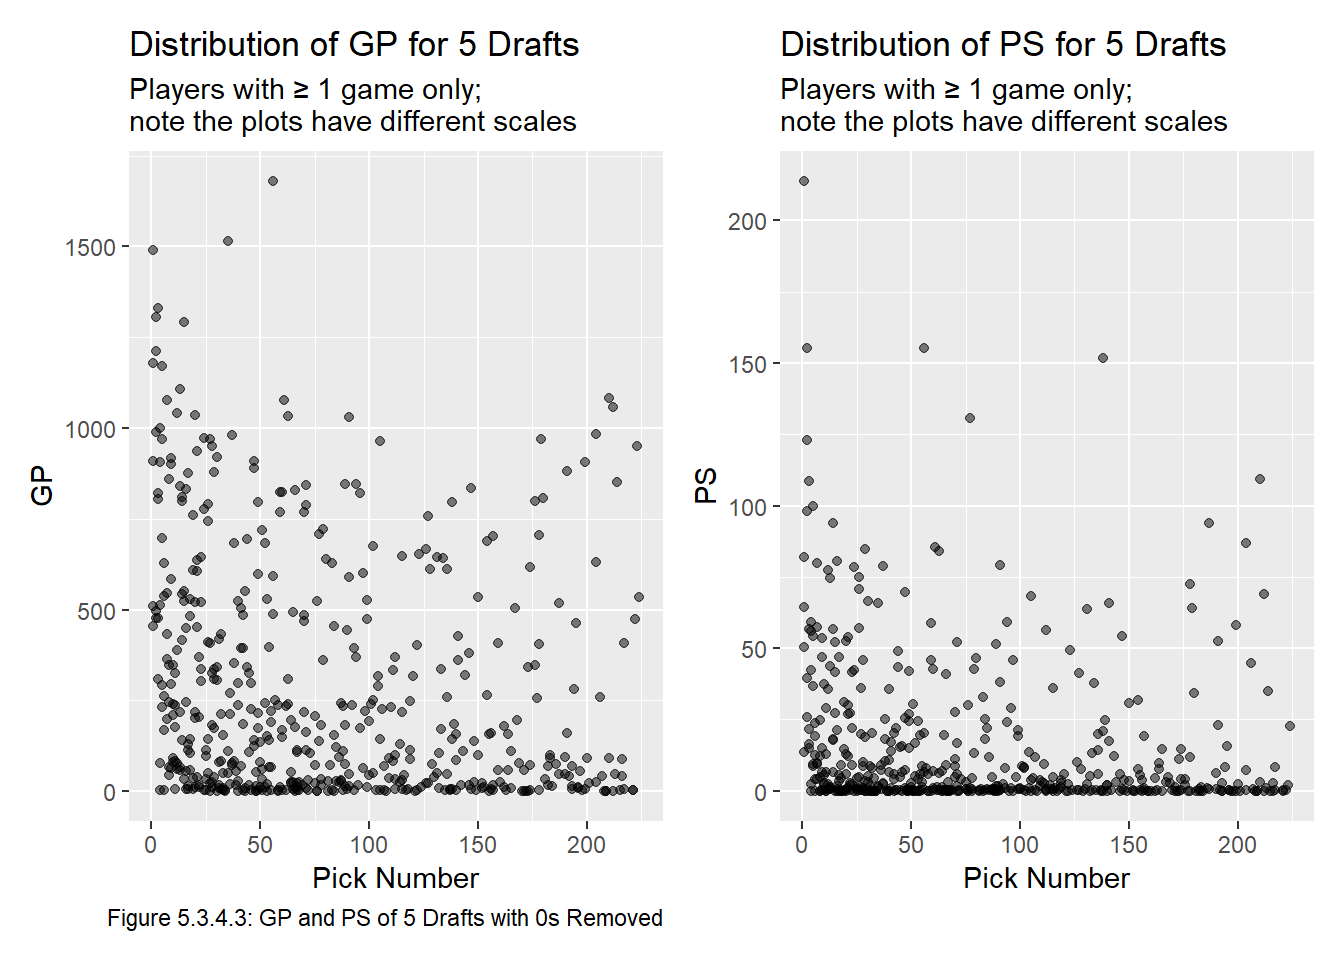 Distribution of GP for 5 Drafts
Players with ≥ 1 game only;
note the plots have different scales
1500
1000
500
0
GP
0 50 100 150 200
Pick Number
Figure 5.3.4.3: GP and PS of 5 Drafts with 0s Removed
Distribution of PS for 5 Drafts
Players with ≥ 1 game only;
note the plots have different scales
200
150
100
50
0
PS
0 50 100 150 200
Pick Number